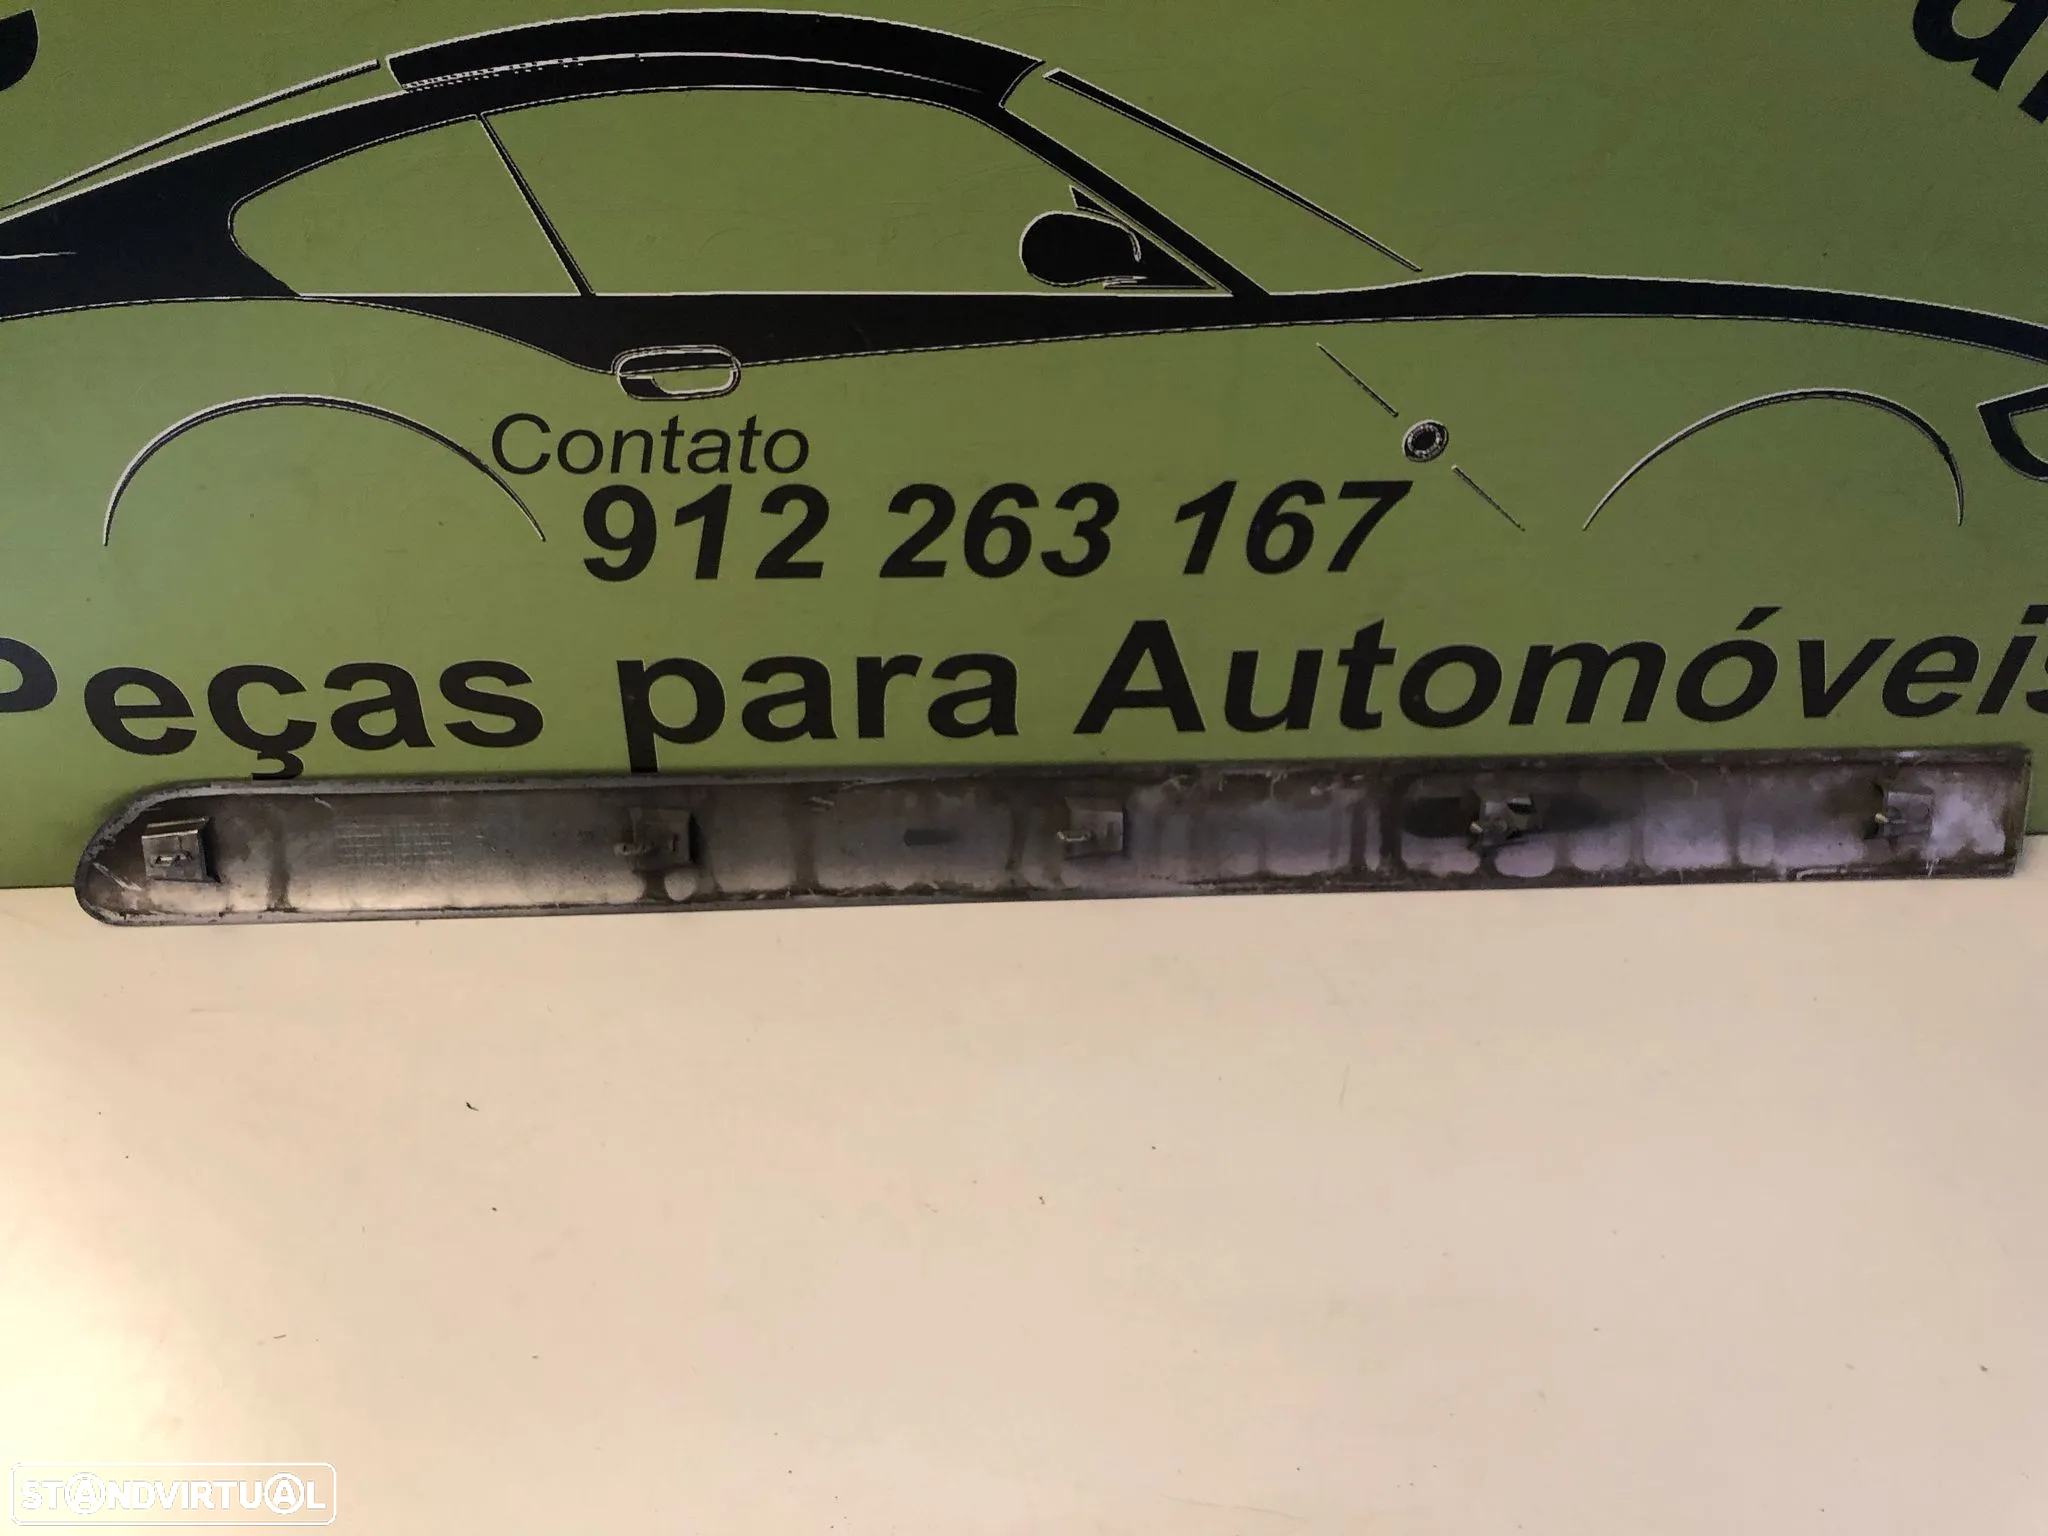 Contato
912 263 167
Peças para Automóveis
STANDVIRTUAL